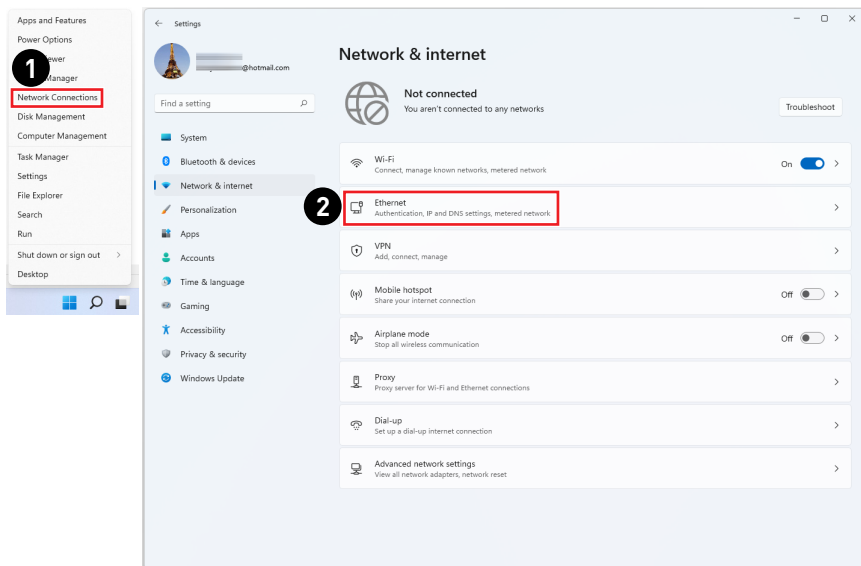 Apps and Features
Power Options
1
Network Connections
Disk Management
Computer Management
Task Manager
Settings
File Explorer
Search
Run
Shut down or sign out
Desktop
Settings
@hotmail.com
Find a setting
System
Bluetooth & devices
Network & internet
Personalization
Apps
Accounts
Time & language
Gaming
Accessibility
Privacy & security
Windows Update
Network & internet
Not connected
You aren't connected to any networks
Troubleshoot
Wi-Fi
Connect, manage known networks, metered network
On
2
Ethernet
Authentication, IP and DNS settings, metered network
VPN
Add, connect, manage
Mobile hotspot
Share your internet connection
Off
Airplane mode
Stop all wireless communication
Off
Proxy
Proxy server for Wi-Fi and Ethernet connections
Dial-up
Set up a dial-up internet connection
Advanced network settings
View all network adapters, network reset